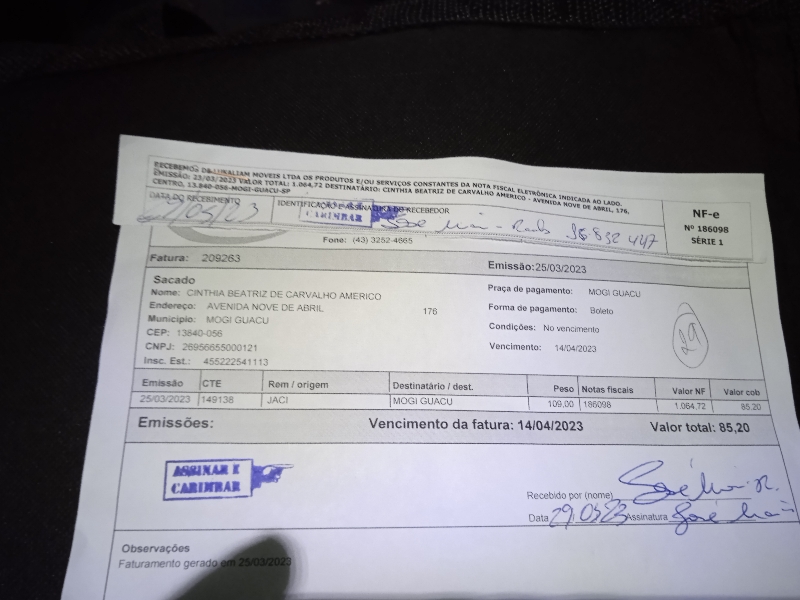 RECEBEMOS DE LINALIAM MOVEIS LTDA OS PRODUTOS E/OU SERVIÇOS CONSTANTES DA NOTA FISCAL ELETRÔNICA INDICADA AO LADO.
EMISSÃO: 23/03/2023 VALOR TOTAL: 1.064,72 DESTINATÁRIO: CINTHIA BEATRIZ DE CARVALHO AMERICO - AVENIDA NOVE DE ABRIL, 176,
CENTRO, 13.840-056-MOGI-GUACU-SP
DATA DO RECEBIMENTO
IDENTIFICAÇÃO E ASSINATURA DO RECEBEDOR
ASSINAR E
CARIMBAR
NF-e
Nº 186098
SÉRIE 1
Fone: (43) 3252-4665
Fatura: 209263
Emissão:25/03/2023
Sacado
Nome: CINTHIA BEATRIZ DE CARVALHO AMERICO
Endereço: AVENIDA NOVE DE ABRIL 176
Municipio: MOGI GUACU
CEP: 13840-056
CNPJ: 26956655000121
Insc. Est.: 455222541113
Praça de pagamento: MOGI GUACU
Forma de pagamento: Boleto
Condições: No vencimento
Vencimento: 14/04/2023
29
Emissão CTE Rem / origem Destinatário / dest. Peso Notas fiscais Valor NF Valor cob
25/03/2023 149138 JACI MOGI GUACU 109,00 186098 1.064,72 85,20
Emissões: Vencimento da fatura: 14/04/2023 Valor total: 85,20
ASSINAR E
CARIMBAR
Recebido por (nome)
Data 29.03.23 Assinatura
Observações
Faturamento gerado em 25/03/2023